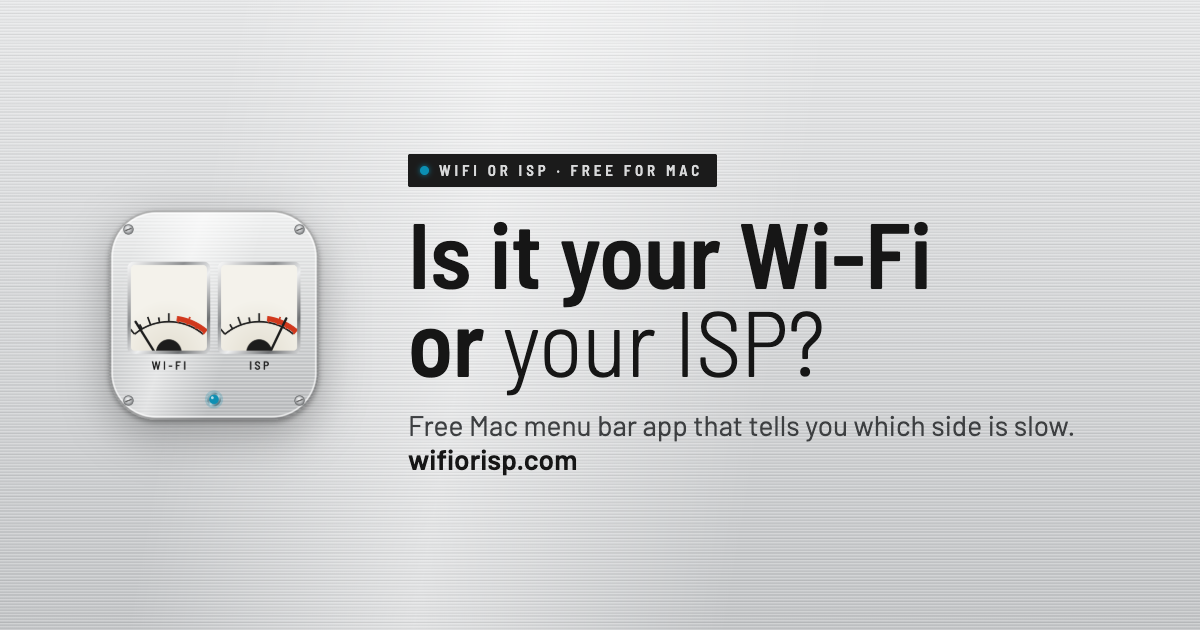 WIFI OR ISP · FREE FOR MAC
Is it your Wi-Fi
or your ISP?
Free Mac menu bar app that tells you which side is slow.
wifiorisp.com
WI-FI
ISP